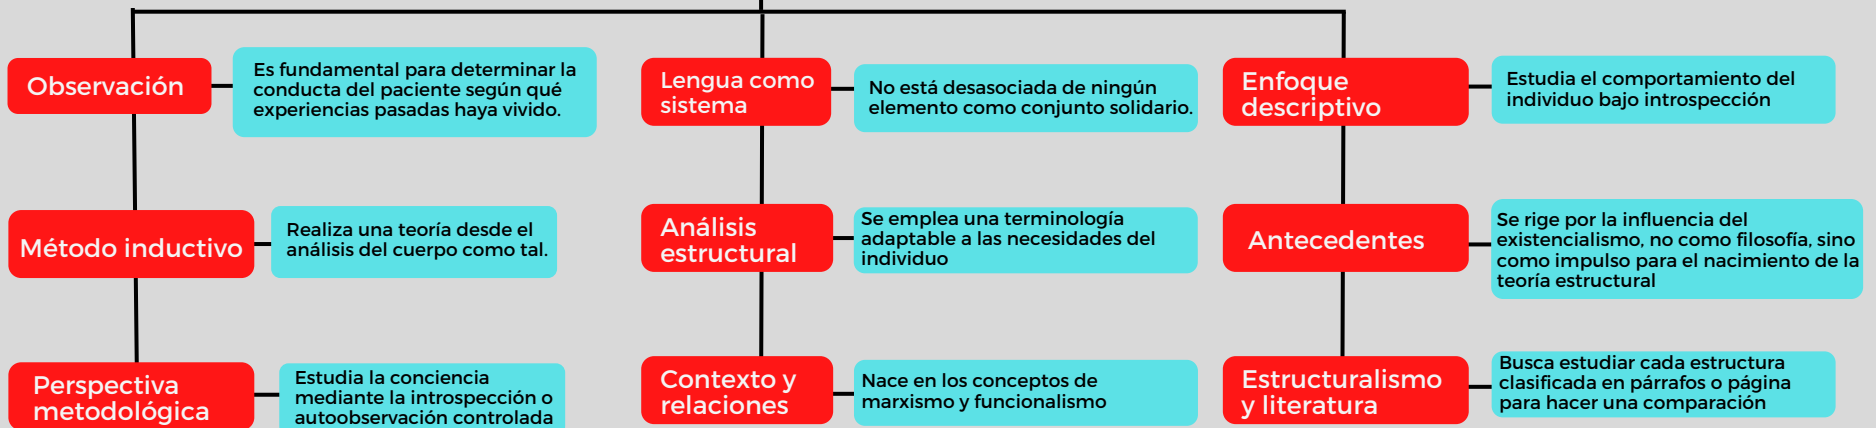 Observación
Es fundamental para determinar la
conducta del paciente según qué
experiencias pasadas haya vivido.
Método inductivo
Realiza una teoría desde el
análisis del cuerpo como tal.
Perspectiva
metodológica
Estudia la conciencia
mediante la introspección o
autoobservación controlada
Lengua como
sistema
No está desasociada de ningún
elemento como conjunto solidario.
Análisis
estructural
Se emplea una terminología
adaptable a las necesidades del
individuo
Contexto y
relaciones
Nace en los conceptos de
marxismo y funcionalismo
Enfoque
descriptivo
Estudia el comportamiento del
individuo bajo introspección
Antecedentes
Se rige por la influencia del
existencialismo, no como filosofía, sino
como impulso para el nacimiento de la
teoría estructural
Estructuralismo
y literatura
Busca estudiar cada estructura
clasificada en párrafos o página
para hacer una comparación